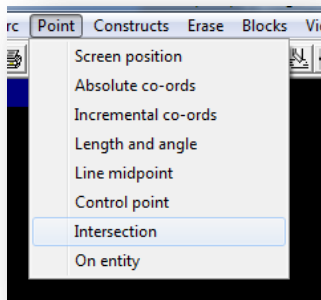 rc Point Constructs Erase Blocks Vi
Screen position
Absolute co-ords
Incremental co-ords
Length and angle
Line midpoint
Control point
Intersection
On entity